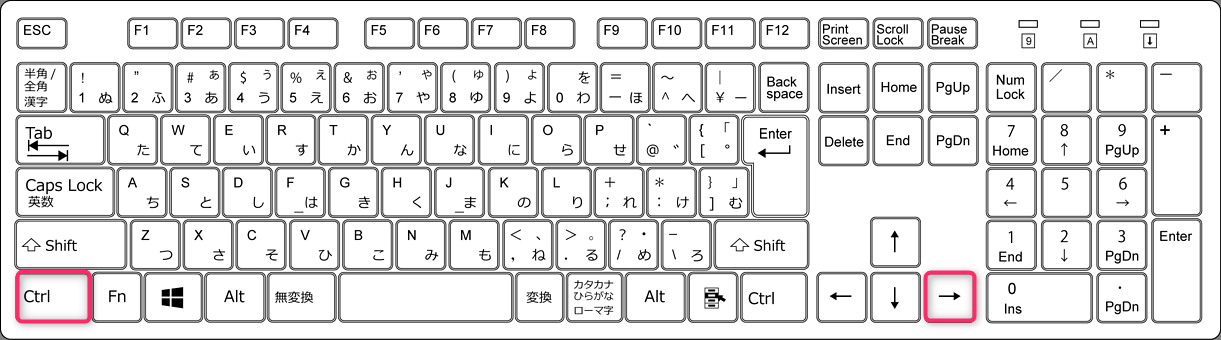 ESC F1 F2 F3 F4 F5 F6 F7 F8 F9 F10 F11 F12 Print Scroll Pause
Screen Lock Break 9 A ↓
半角/ ! " # ぁ $ ぅ % ぇ & ぉ ' ゃ ( ゅ ) ょ を = 〜 | Back Insert Home PgUp Num ／ * －
全角 space Lock
漢字 1 ぬ 2 ふ 3 あ 4 う 5 え 6 お 7 や 8 ゆ 9 よ 0 わ ー ほ ^ へ ¥ ー
Tab Q W E R T Y U I O P ` { 「 Enter Delete End PgDn 7 8 9 +
た て い す か ん な に ら せ @ ゛ [ ° Home ↑ PgUp
Caps Lock A S D F G H J K L + * } 」 4 5 6
英数 ち と し _は き く _ま の り ; れ : け ] む ← →
Shift Z X C V B N M < 、 > 。 ? ・ _ Shift ↑ 1 2 3 Enter
つ さ そ ひ こ み も , ね . る / め \ ろ End ↓ PgDn
Ctrl Fn Alt 無変換 変換 カタカナ Alt Ctrl ← ↓ → 0 .
ひらがな Ins PgDn
ローマ字